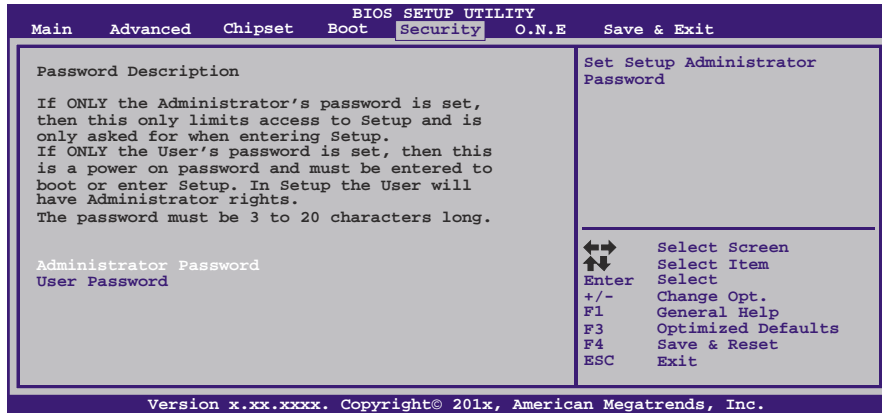 BIOS SETUP UTILITY
Main Advanced Chipset Boot Security O.N.E Save & Exit
Password Description
If ONLY the Administrator's password is set,
then this only limits access to Setup and is
only asked for when entering Setup.
If ONLY the User's password is set, then this
is a power on password and must be entered to
boot or enter Setup. In Setup the User will
have Administrator rights.
The password must be 3 to 20 characters long.
Administrator Password
User Password
Set Setup Administrator
Password
Select Screen
Select Item
Enter Select
+/- Change Opt.
F1 General Help
F3 Optimized Defaults
F4 Save & Reset
ESC Exit
Version x.xx.xxxx. Copyright© 201x, American Megatrends, Inc.